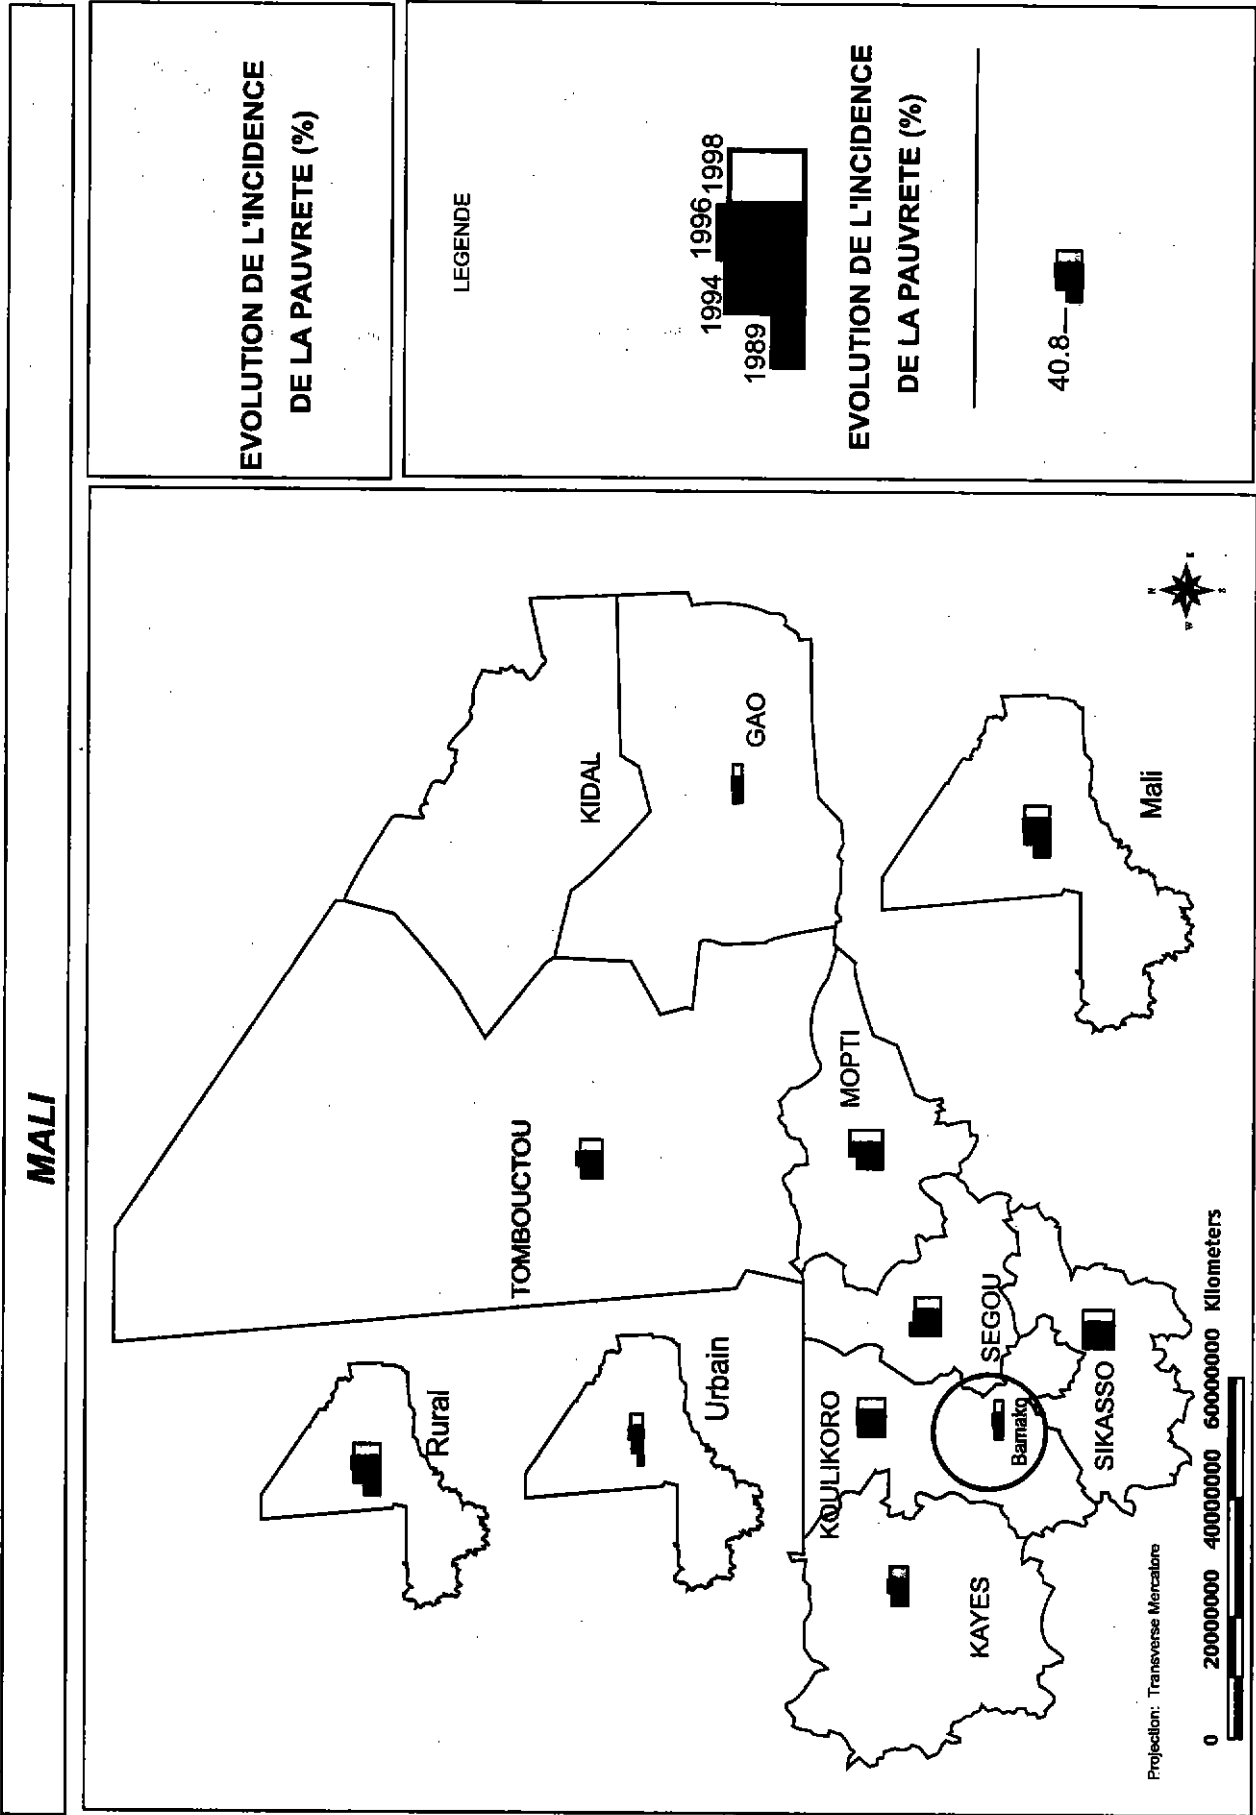 MALI
EVOLUTION DE L'INCIDENCE
DE LA PAUVRETE (%)
LEGENDE
1989
1994
1996
1998
EVOLUTION DE L'INCIDENCE
DE LA PAUVRETE (%)
40.8
Rural
Urbain
TOMBOUCTOU
KIDAL
GAO
MOPTI
KOULIKORO
SEGOU
Bamako
KAYES
SIKASSO
Mali
N
W
E
S
Projection: Transverse Mercatore
0 20000000 40000000 60000000 Kilometers